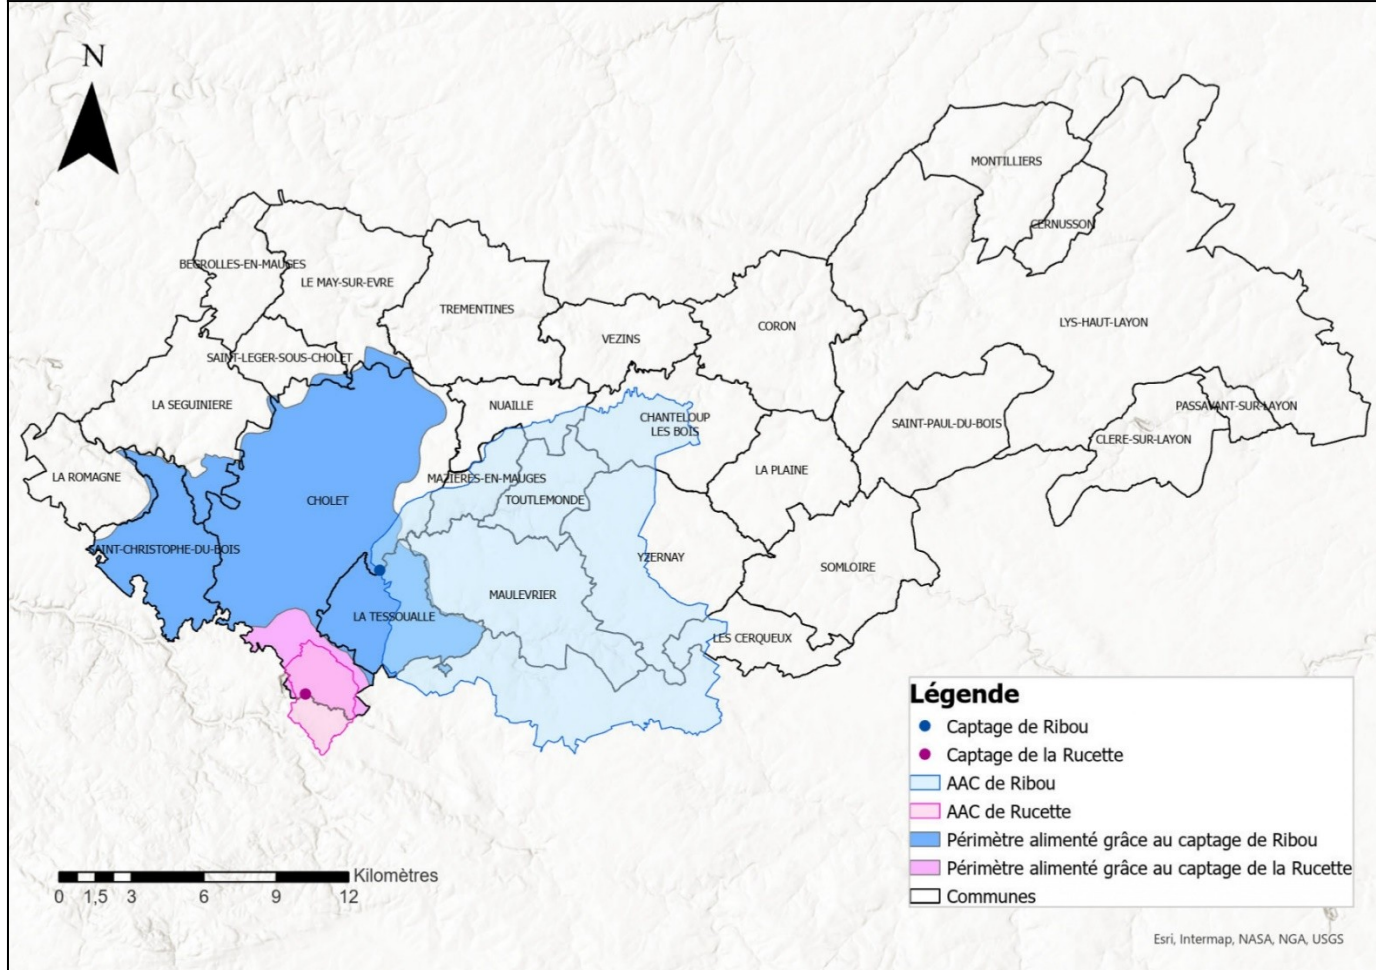 N
MONTILLIERS
CERNUSSON
BEGROLLES-EN-MAUGES
LE MAY-SUR-EVRE
TREMENTINES
CORON
LYS-HAUT-LAYON
VEZINS
SAINT-LEGER-SOUS-CHOLET
LA SEGUINIERE
NUAILLE
CHANTELOUP
LES BOIS
SAINT-PAUL-DU-BOIS
PASSAVANT-SUR-LAYON
CLERE-SUR-LAYON
LA ROMAGNE
MAZIERES-EN-MAUGES
LA PLAINE
CHOLET
TOUTLEMONDE
SAINT-CHRISTOPHE-DU-BOIS
YZERNAY
SOMLOIRE
MAULEVRIER
LA TESSOUALLE
LES CERQUEUX
Légende
Captage de Ribou
Captage de la Rucette
AAC de Ribou
AAC de Rucette
Périmètre alimenté grâce au captage de Ribou
Périmètre alimenté grâce au captage de la Rucette
Communes
Kilomètres
0 1,5 3 6 9 12
Esri, Intermap, NASA, NGA, USGS